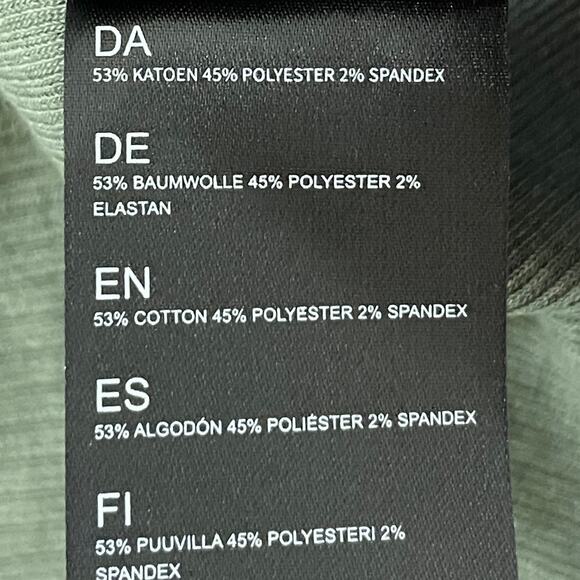 DA
53% KATOEN 45% POLYESTER 2% SPANDEX
DE
53% BAUMWOLLE 45% POLYESTER 2%
ELASTAN
EN
53% COTTON 45% POLYESTER 2% SPANDEX
ES
53% ALGODÓN 45% POLIÉSTER 2% SPANDEX
FI
53% PUUVILLA 45% POLYESTERI 2%
SPANDEX